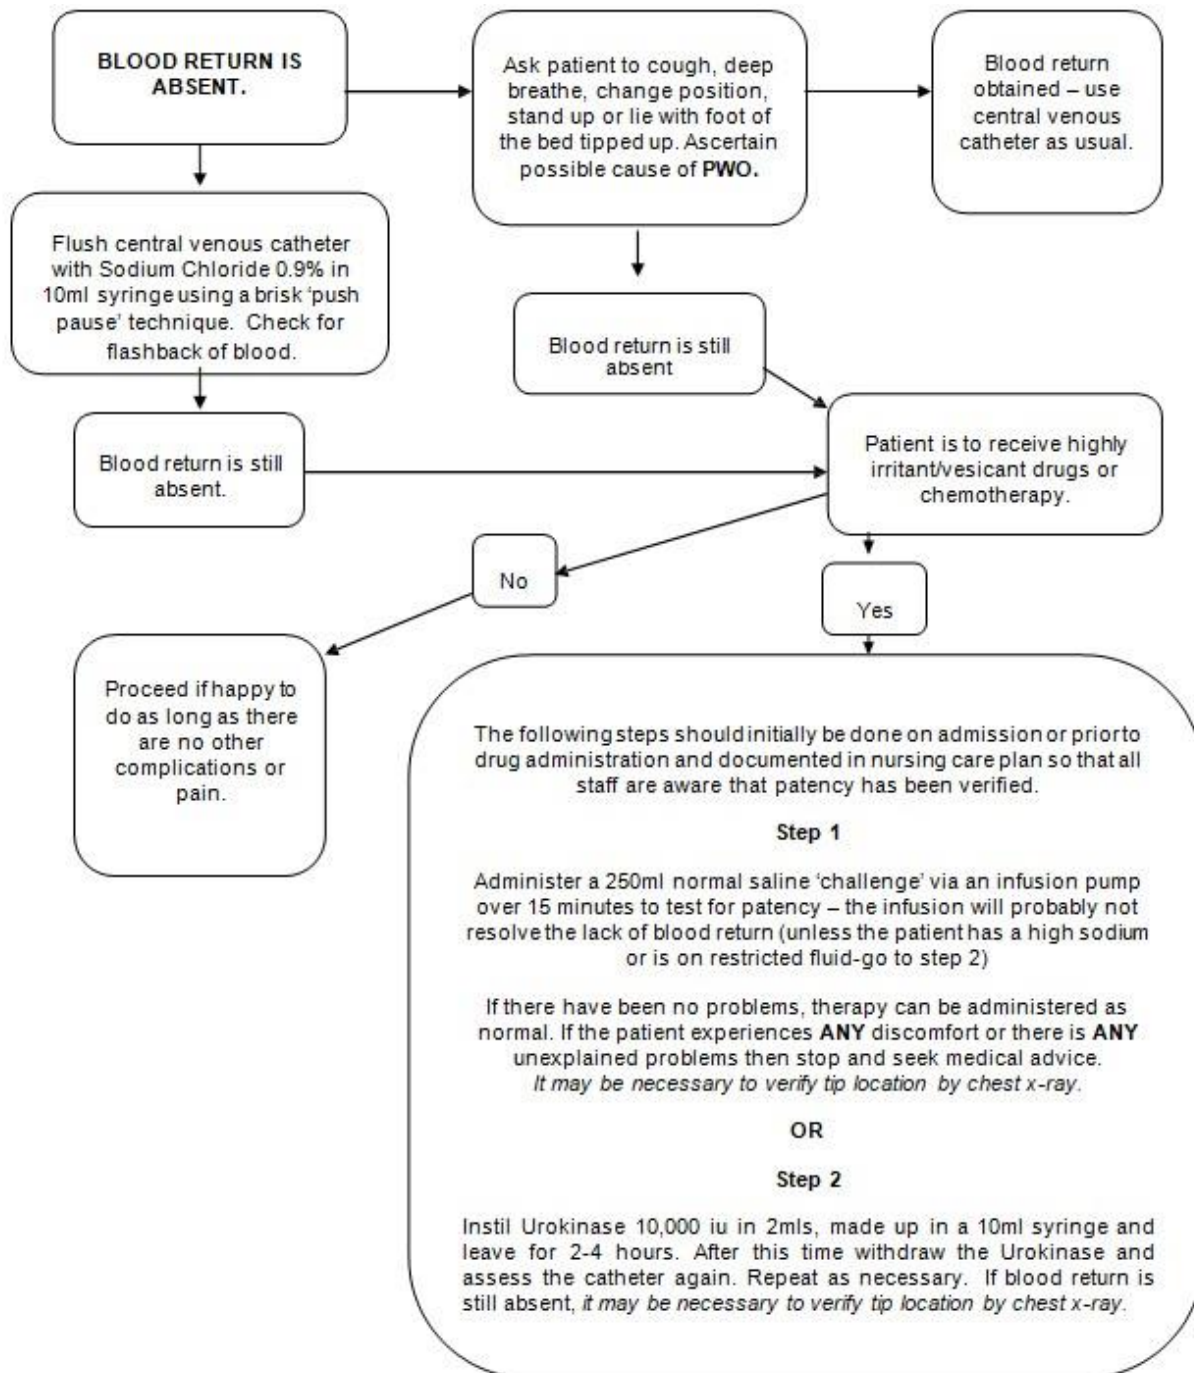 BLOOD RETURN IS
ABSENT.
Ask patient to cough, deep
breathe, change position,
stand up or lie with foot of
the bed tipped up. Ascertain
possible cause of PWO.
Blood return
obtained – use
central venous
catheter as usual.
Flush central venous catheter
with Sodium Chloride 0.9% in
10ml syringe using a brisk ‘push
pause’ technique. Check for
flashback of blood.
Blood return is still
absent
Blood return is still
absent.
Patient is to receive highly
irritant/vesicant drugs or
chemotherapy.
No
Yes
Proceed if happy to
do as long as there
are no other
complications or
pain.
The following steps should initially be done on admission or prior to
drug administration and documented in nursing care plan so that all
staff are aware that patency has been verified.
Step 1
Administer a 250ml normal saline ‘challenge’ via an infusion pump
over 15 minutes to test for patency – the infusion will probably not
resolve the lack of blood return (unless the patient has a high sodium
or is on restricted fluid-go to step 2)
If there have been no problems, therapy can be administered as
normal. If the patient experiences ANY discomfort or there is ANY
unexplained problems then stop and seek medical advice.
It may be necessary to verify tip location by chest x-ray.
OR
Step 2
Instil Urokinase 10,000 iu in 2mls, made up in a 10ml syringe and
leave for 2-4 hours. After this time withdraw the Urokinase and
assess the catheter again. Repeat as necessary. If blood return is
still absent, it may be necessary to verify tip location by chest x-ray.